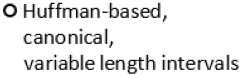 Huffman-based,
canonical,
variable length intervals